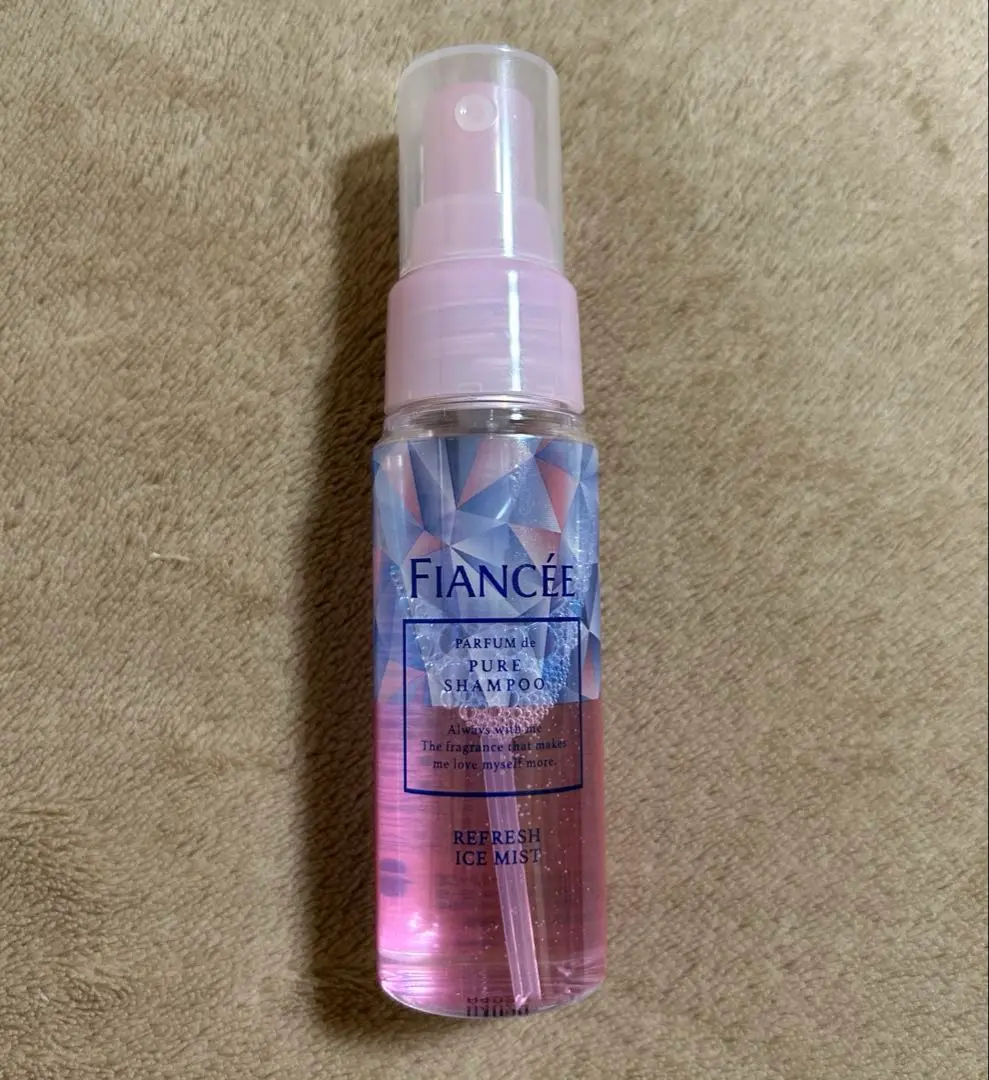 FIANCÉE
PARFUM de
PURE
SHAMPOO
Always with me
The fragrance that makes
me love myself more.
REFRESH
ICE MIST